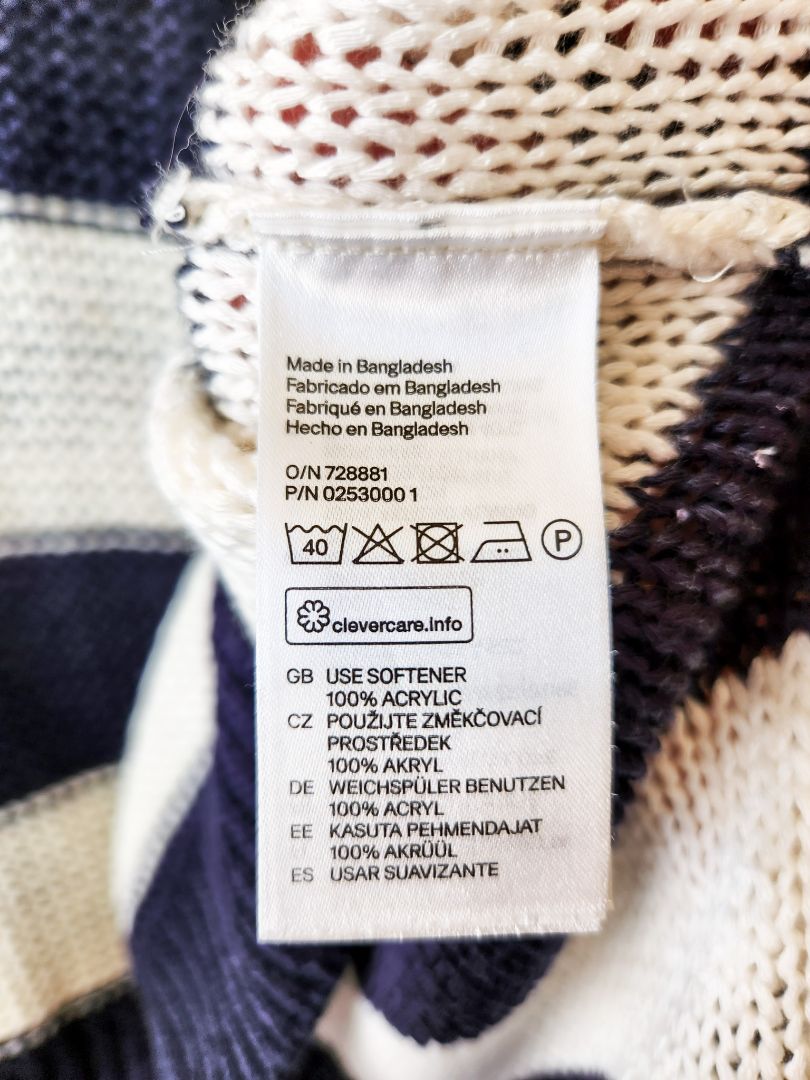 Made in Bangladesh
Fabricado em Bangladesh
Fabriqué en Bangladesh
Hecho en Bangladesh
O/N 728881
P/N 02530001
40
P
clevercare.info
GB USE SOFTENER
100% ACRYLIC
CZ POUŽIJTE ZMĚKČOVACÍ
PROSTŘEDEK
100% AKRYL
DE WEICHSPÜLER BENUTZEN
100% ACRYL
EE KASUTA PEHMENDAJAT
100% AKRÜÜL
ES USAR SUAVIZANTE